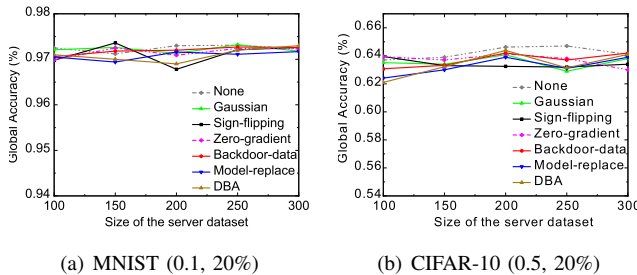 0.98
0.97
0.96
0.95
0.94
Global Accuracy (%)
None
Gaussian
Sign-flipping
Zero-gradient
Backdoor-data
Model-replace
DBA
100 150 200 250 300
Size of the server dataset
(a) MNIST (0.1, 20%)
0.66
0.64
0.62
0.60
0.58
0.56
0.54
Global Accuracy (%)
None
Gaussian
Sign-flipping
Zero-gradient
Backdoor-data
Model-replace
DBA
100 150 200 250 300
Size of the server dataset
(b) CIFAR-10 (0.5, 20%)